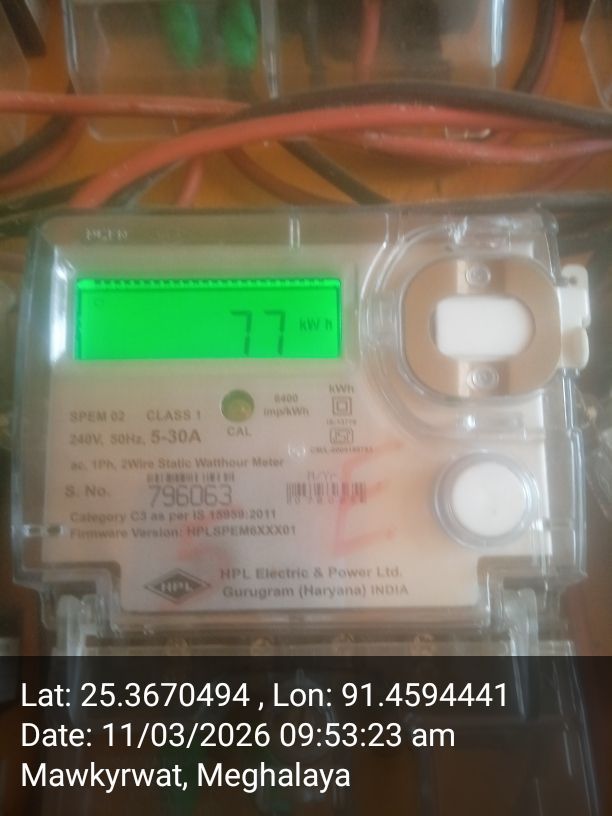 77 kWh
SPEM 02 CLASS 1
6400 imp/kWh
kWh
240V, 50Hz, 5-30A
CAL
ac. 1Ph, 2Wire Static Watthour Meter
S. No. 796063
M/Yr
Category C3 as per IS 15959:2011
Firmware Version: HPLSPEM6XXX01
HPL
HPL Electric & Power Ltd.
Gurugram (Haryana) INDIA
E
Lat: 25.3670494 , Lon: 91.4594441
Date: 11/03/2026 09:53:23 am
Mawkyrwat, Meghalaya